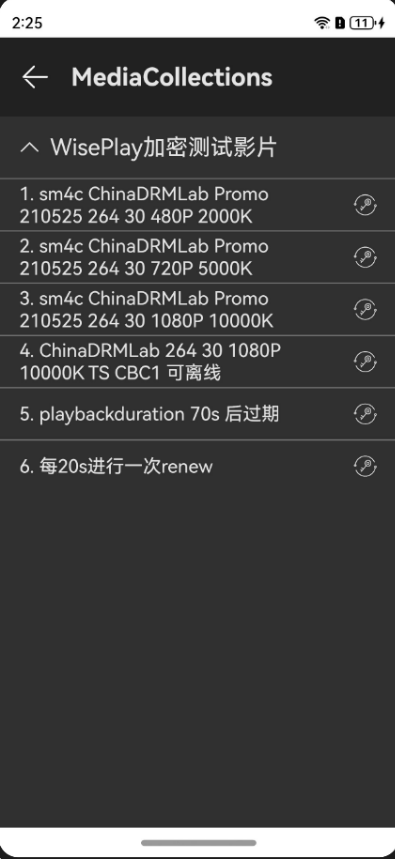 2:25
11
MediaCollections
WisePlay加密测试影片
1. sm4c ChinaDRMLab Promo
210525 264 30 480P 2000K
2. sm4c ChinaDRMLab Promo
210525 264 30 720P 5000K
3. sm4c ChinaDRMLab Promo
210525 264 30 1080P 10000K
4. ChinaDRMLab 264 30 1080P
10000K TS CBC1 可离线
5. playbackduration 70s 后过期
6. 每20s进行一次renew